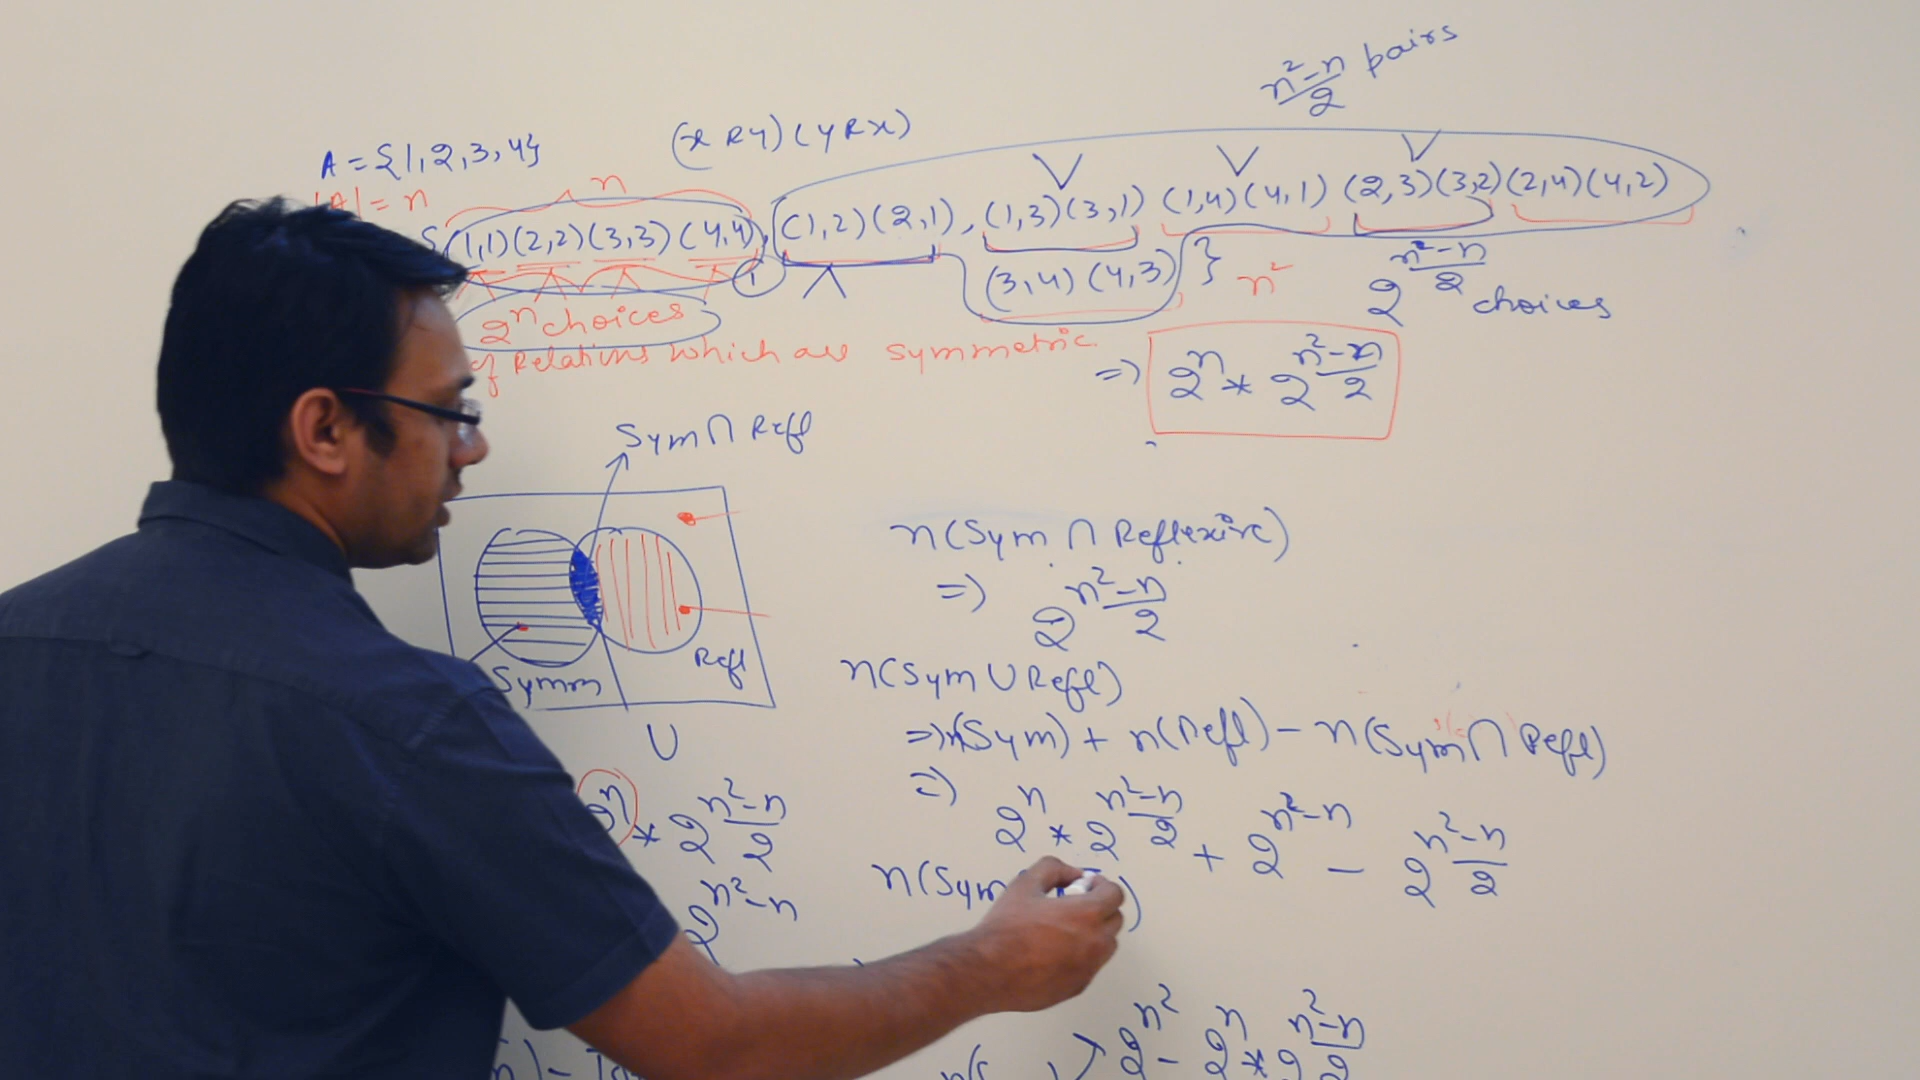 n²-n/2 pairs
A = {1,2,3,4}
(x R y) (y R x)
|A| = n
n
{(1,1)(2,2)(3,3)(4,4), (1,2)(2,1), (1,3)(3,1) (1,4)(4,1) (2,3)(3,2)(2,4)(4,2)
(3,4)(4,3) }
1
n²
2^(n²-n/2) choices
2^n choices
of Relations which are symmetric
=> 2^n * 2^(n²-n/2)
Sym ∩ Refl
Symm
Refl
U
n(Sym ∩ Reflexive)
=> 2^(n²-n/2)
n(Sym U Refl)
=> n(Sym) + n(Refl) - n(Sym ∩ Refl)
=> 2^n * 2^(n²-n/2) + 2^(n²-n) - 2^(n²-n/2)
2^n * 2^(n²-n/2)
2^(n²-n)
n(Sym )
2^(n²) - 2^n * 2^(n²-n/2)